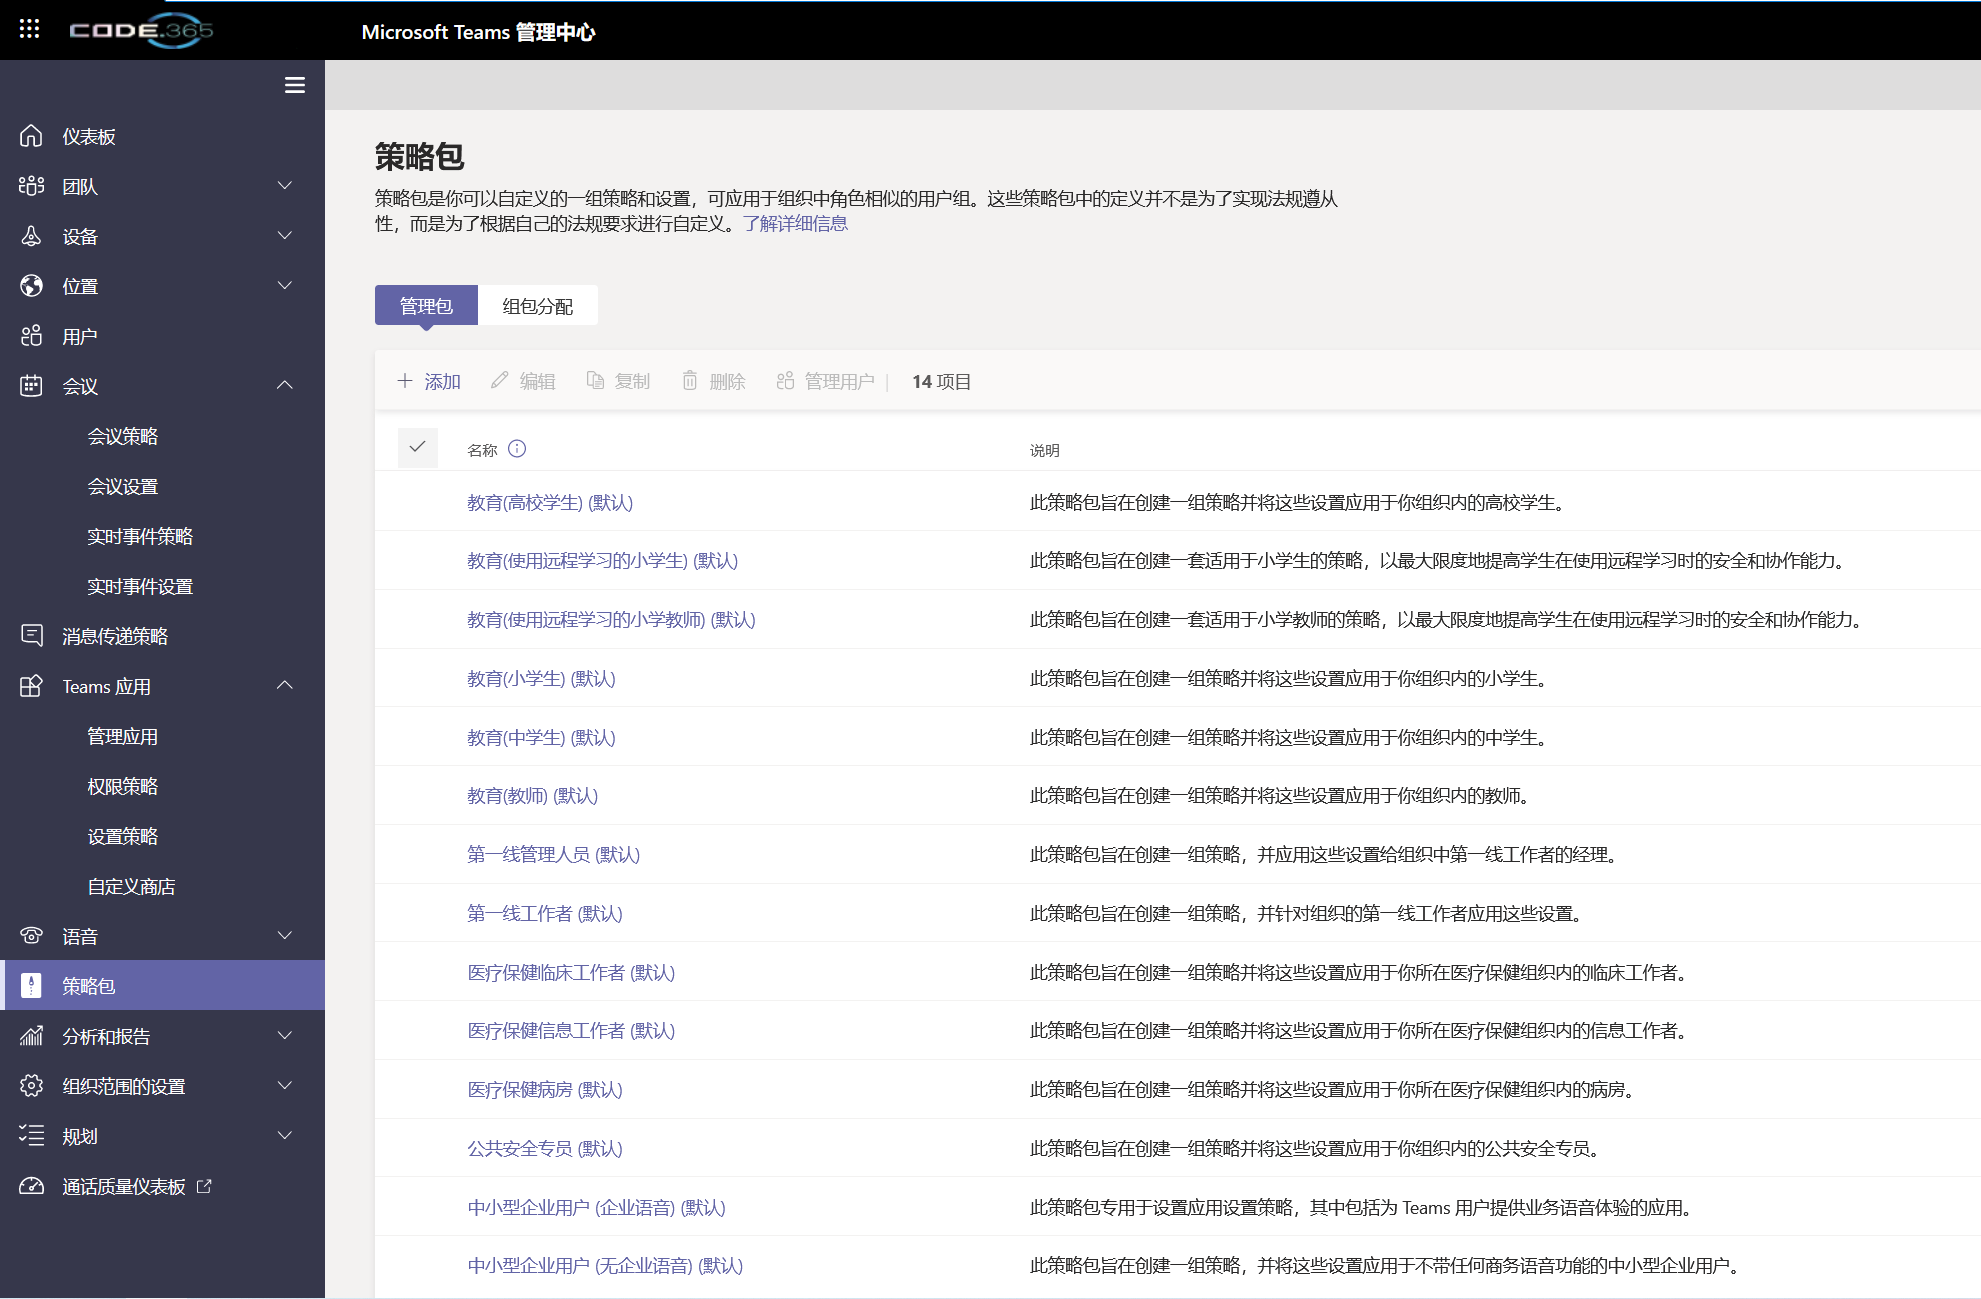 CODE.365
Microsoft Teams 管理中心
仪表板
团队
设备
位置
用户
会议
会议策略
会议设置
实时事件策略
实时事件设置
消息传递策略
Teams 应用
管理应用
权限策略
设置策略
自定义商店
语音
策略包
分析和报告
组织范围的设置
规划
通话质量仪表板
策略包
策略包是你可以自定义的一组策略和设置，可应用于组织中角色相似的用户组。这些策略包中的定义并不是为了实现法规遵从
性，而是为了根据自己的法规要求进行自定义。了解详细信息
管理包 组包分配
添加 编辑 复制 删除 管理用户 | 14 项目
名称 说明
教育(高校学生) (默认) 此策略包旨在创建一组策略并将这些设置应用于你组织内的高校学生。
教育(使用远程学习的小学生) (默认) 此策略包旨在创建一套适用于小学生的策略，以最大限度地提高学生在使用远程学习时的安全和协作能力。
教育(使用远程学习的小学教师) (默认) 此策略包旨在创建一套适用于小学教师的策略，以最大限度地提高学生在使用远程学习时的安全和协作能力。
教育(小学生) (默认) 此策略包旨在创建一组策略并将这些设置应用于你组织内的小学生。
教育(中学生) (默认) 此策略包旨在创建一组策略并将这些设置应用于你组织内的中学生。
教育(教师) (默认) 此策略包旨在创建一组策略并将这些设置应用于你组织内的教师。
第一线管理人员 (默认) 此策略包旨在创建一组策略，并应用这些设置给组织中第一线工作者的经理。
第一线工作者 (默认) 此策略包旨在创建一组策略，并针对组织的第一线工作者应用这些设置。
医疗保健临床工作者 (默认) 此策略包旨在创建一组策略并将这些设置应用于你所在医疗保健组织内的临床工作者。
医疗保健信息工作者 (默认) 此策略包旨在创建一组策略并将这些设置应用于你所在医疗保健组织内的信息工作者。
医疗保健病房 (默认) 此策略包旨在创建一组策略并将这些设置应用于你所在医疗保健组织内的病房。
公共安全专员 (默认) 此策略包旨在创建一组策略并将这些设置应用于你组织内的公共安全专员。
中小型企业用户 (企业语音) (默认) 此策略包专用于设置应用设置策略，其中包括为 Teams 用户提供业务语音体验的应用。
中小型企业用户 (无企业语音) (默认) 此策略包旨在创建一组策略，并将这些设置应用于不带任何商务语音功能的中小型企业用户。